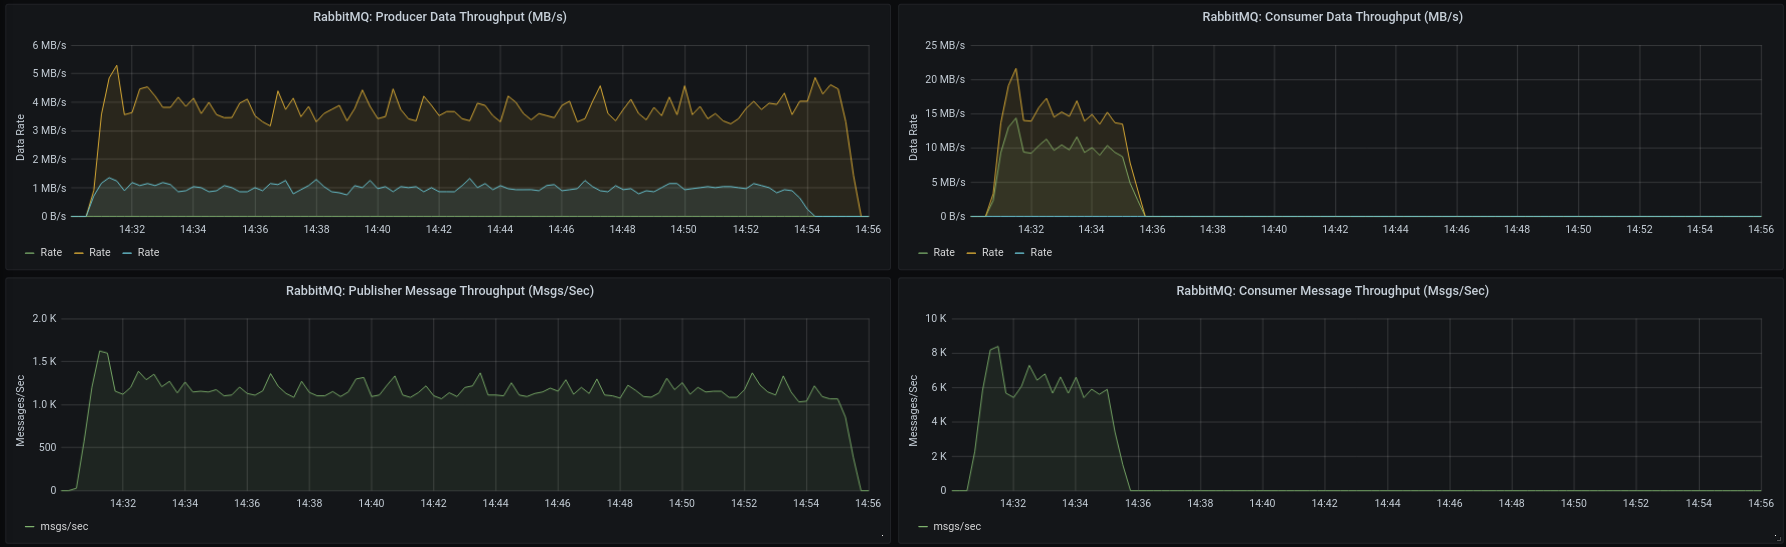 RabbitMQ: Producer Data Throughput (MB/s)
6 MB/s
5 MB/s
4 MB/s
3 MB/s
2 MB/s
1 MB/s
0 B/s
Data Rate
14:32 14:34 14:36 14:38 14:40 14:42 14:44 14:46 14:48 14:50 14:52 14:54 14:56
Rate Rate Rate
RabbitMQ: Consumer Data Throughput (MB/s)
25 MB/s
20 MB/s
15 MB/s
10 MB/s
5 MB/s
0 B/s
Data Rate
14:32 14:34 14:36 14:38 14:40 14:42 14:44 14:46 14:48 14:50 14:52 14:54 14:56
Rate Rate Rate
RabbitMQ: Publisher Message Throughput (Msgs/Sec)
2.0 K
1.5 K
1.0 K
500
0
Messages/Sec
14:32 14:34 14:36 14:38 14:40 14:42 14:44 14:46 14:48 14:50 14:52 14:54 14:56
msgs/sec
RabbitMQ: Consumer Message Throughput (Msgs/Sec)
10 K
8 K
6 K
4 K
2 K
0
Messages/Sec
14:32 14:34 14:36 14:38 14:40 14:42 14:44 14:46 14:48 14:50 14:52 14:54 14:56
msgs/sec